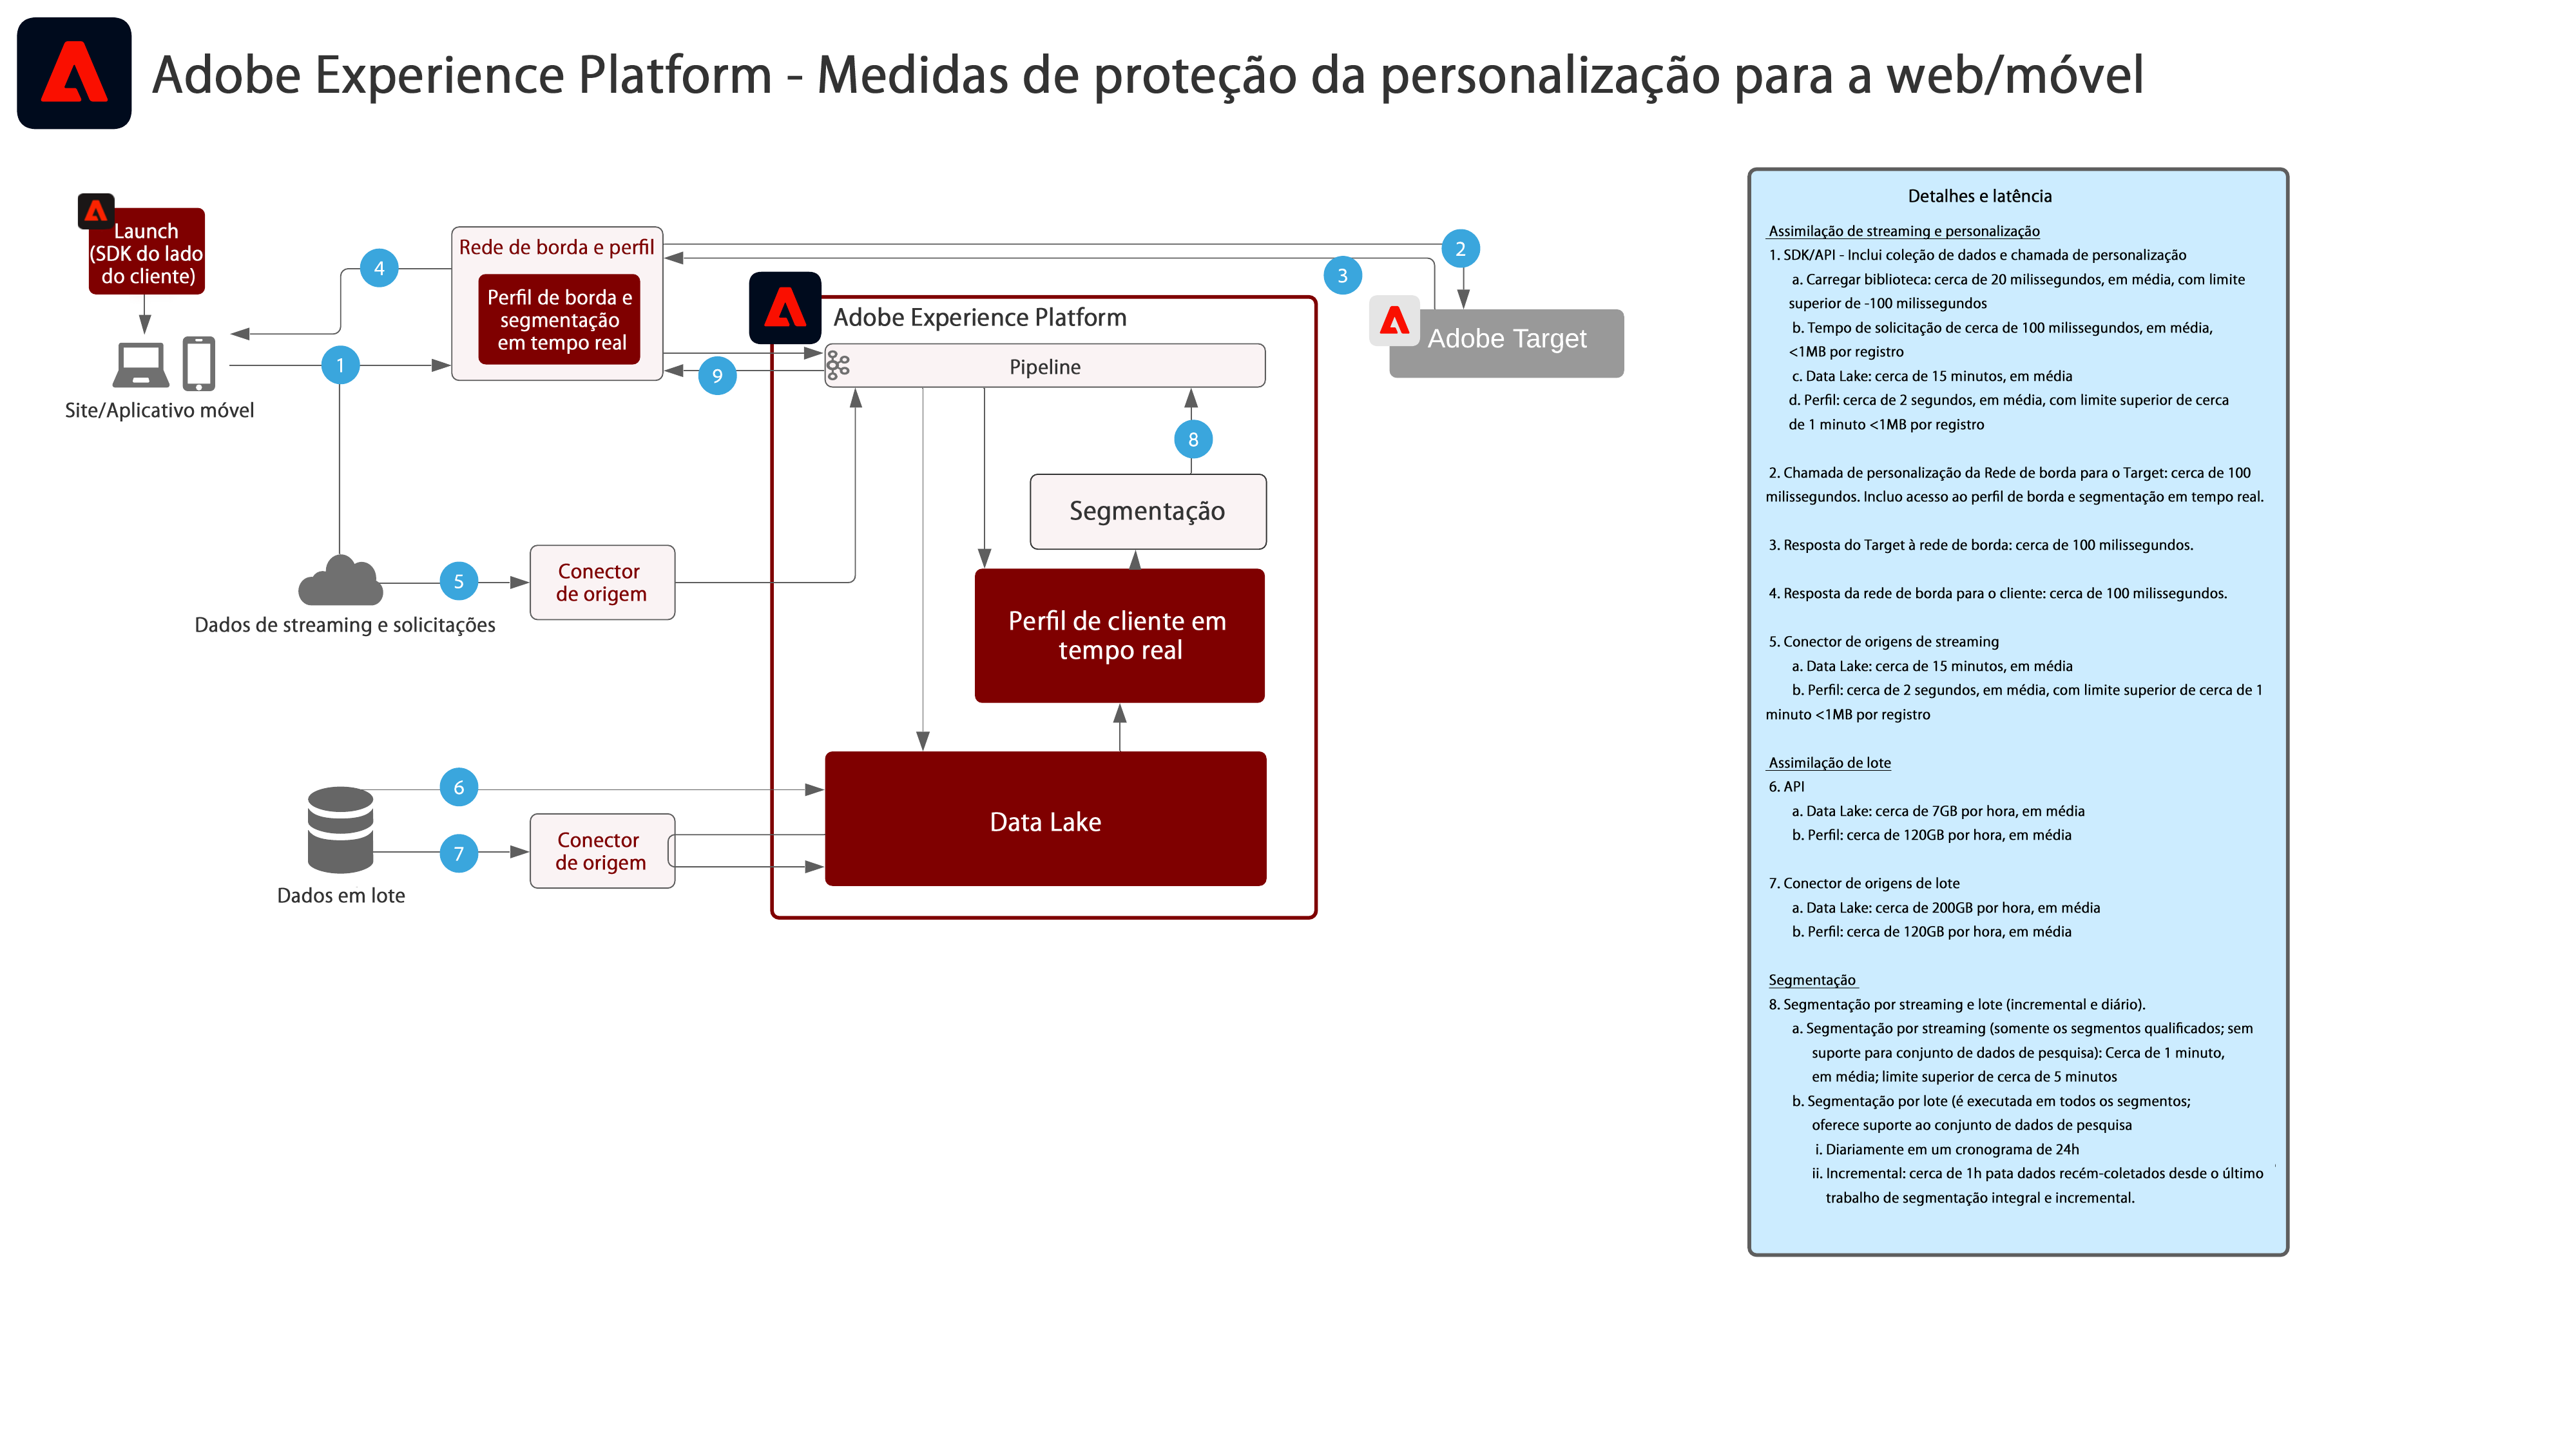 Adobe Experience Platform - Medidas de proteção da personalização para a web/móvel
Launch
(SDK do lado
do cliente)
4
Rede de borda e perfil
Perfil de borda e
segmentação
em tempo real
1
Site/Aplicativo móvel
2
3
Adobe Target
Adobe Experience Platform
Pipeline
9
8
Segmentação
5
Conector
de origem
Dados de streaming e solicitações
Perfil de cliente em
tempo real
6
7
Conector
de origem
Dados em lote
Data Lake
Detalhes e latência
Assimilação de streaming e personalização
1. SDK/API - Inclui coleção de dados e chamada de personalização
a. Carregar biblioteca: cerca de 20 milissegundos, em média, com limite
superior de -100 milissegundos
b. Tempo de solicitação de cerca de 100 milissegundos, em média,
<1MB por registro
c. Data Lake: cerca de 15 minutos, em média
d. Perfil: cerca de 2 segundos, em média, com limite superior de cerca
de 1 minuto <1MB por registro
2. Chamada de personalização da Rede de borda para o Target: cerca de 100
milissegundos. Incluo acesso ao perfil de borda e segmentação em tempo real.
3. Resposta do Target à rede de borda: cerca de 100 milissegundos.
4. Resposta da rede de borda para o cliente: cerca de 100 milissegundos.
5. Conector de origens de streaming
a. Data Lake: cerca de 15 minutos, em média
b. Perfil: cerca de 2 segundos, em média, com limite superior de cerca de 1
minuto <1MB por registro
Assimilação de lote
6. API
a. Data Lake: cerca de 7GB por hora, em média
b. Perfil: cerca de 120GB por hora, em média
7. Conector de origens de lote
a. Data Lake: cerca de 200GB por hora, em média
b. Perfil: cerca de 120GB por hora, em média
Segmentação
8. Segmentação por streaming e lote (incremental e diário).
a. Segmentação por streaming (somente os segmentos qualificados; sem
suporte para conjunto de dados de pesquisa): Cerca de 1 minuto,
em média; limite superior de cerca de 5 minutos
b. Segmentação por lote (é executada em todos os segmentos;
oferece suporte ao conjunto de dados de pesquisa
i. Diariamente em um cronograma de 24h
ii. Incremental: cerca de 1h pata dados recém-coletados desde o último
trabalho de segmentação integral e incremental.